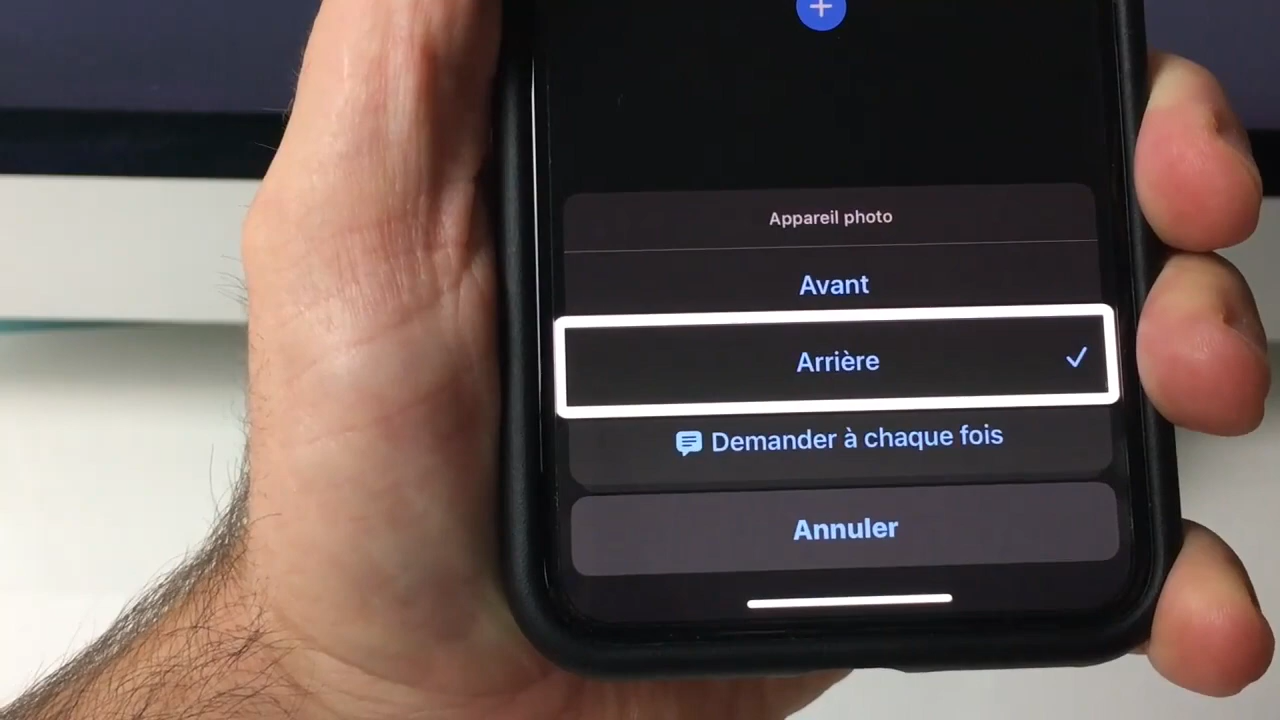 Appareil photo
Avant
Arrière
Demander à chaque fois
Annuler